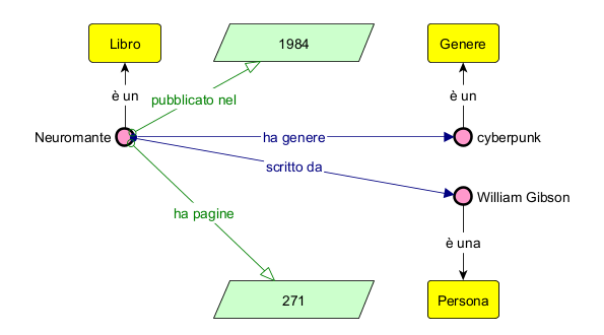 Libro
1984
Genere
è un
pubblicato nel
è un
Neuromante
ha genere
cyberpunk
scritto da
William Gibson
ha pagine
è una
271
Persona